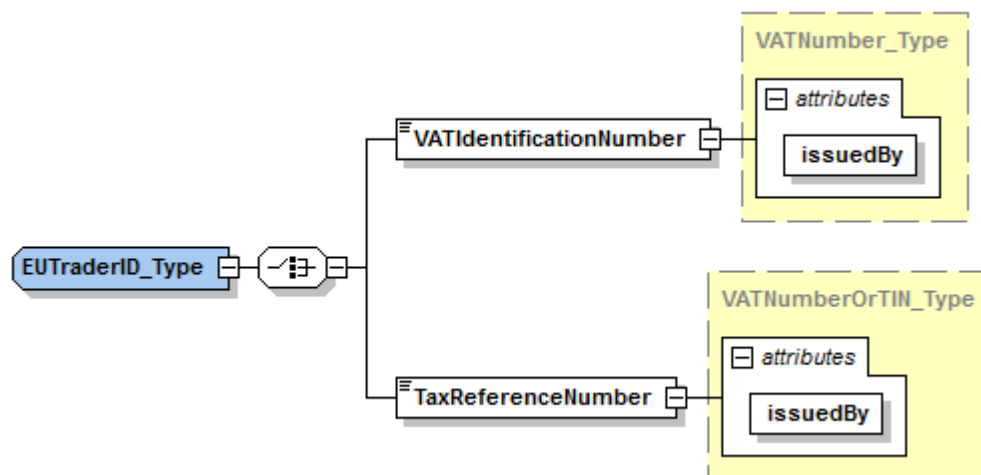 VATNumber_Type
attributes
VATIdentificationNumber
issuedBy
EUTraderID_Type
VATNumberOrTIN_Type
attributes
TaxReferenceNumber
issuedBy